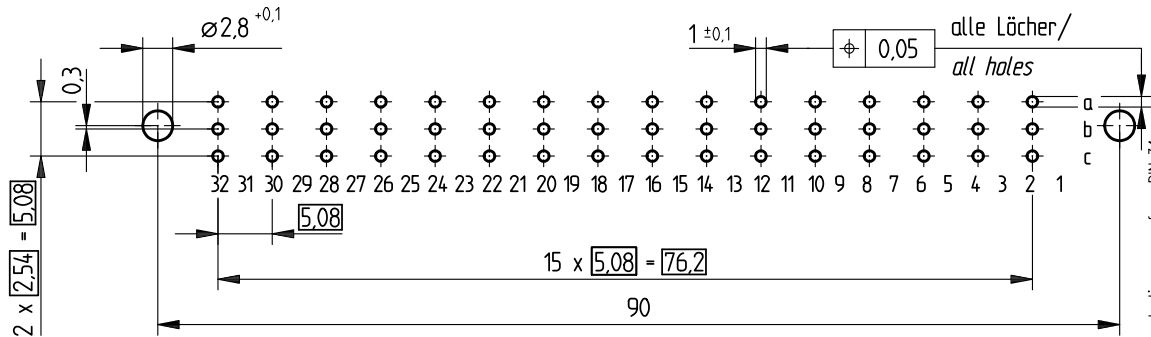 ⌀2,8 +0,1
1 ±0,1
⌖ 0,05
alle Löcher/
all holes
0,3
a
b
c
32 31 30 29 28 27 26 25 24 23 22 21 20 19 18 17 16 15 14 13 12 11 10 9 8 7 6 5 4 3 2 1
5,08
2 x 2,54 = 5,08
15 x 5,08 = 76,2
90